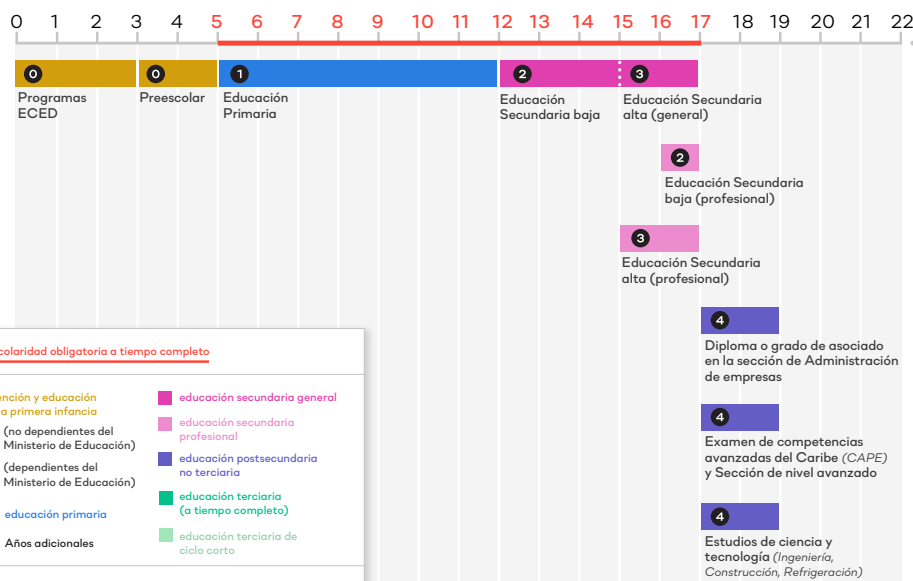 0 1 2 3 4 5 6 7 8 9 10 11 12 13 14 15 16 17 18 19 20 21 22
0 0 1 2 3
Programas
ECED
Preescolar
Educación
Primaria
Educación
Secundaria baja
Educación Secundaria
alta (general)
2
Educación Secundaria
baja (profesional)
3
Educación Secundaria
alta (profesional)
4
Diploma o grado de asociado
en la sección de Administración
de empresas
4
Examen de competencias
avanzadas del Caribe (CAPE)
y Sección de nivel avanzado
4
Estudios de ciencia y
tecnología (Ingeniería,
Construcción, Refrigeración)
colaridad obligatoria a tiempo completo
nción y educación
a primera infancia
(no dependientes del
Ministerio de Educación)
(dependientes del
Ministerio de Educación)
educación primaria
Años adicionales
educación secundaria general
educación secundaria
profesional
educación postsecundaria
no terciaria
educación terciaria
(a tiempo completo)
educación terciaria de
ciclo corto